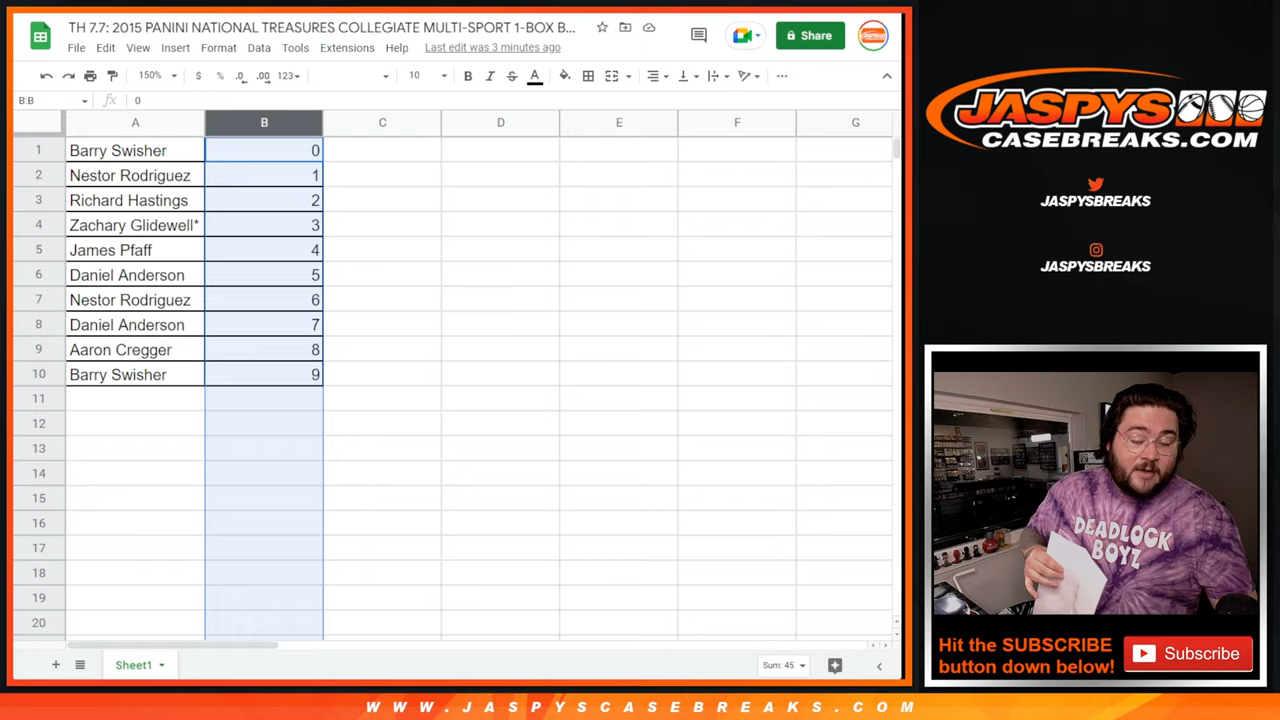 TH 7.7: 2015 PANINI NATIONAL TREASURES COLLEGIATE MULTI-SPORT 1-BOX B...
File Edit View Insert Format Data Tools Extensions Help Last edit was 3 minutes ago
Share
150% $ % .0 .00 123 10 B I S A
B:B fx 0
A B C D E F G
1 Barry Swisher 0
2 Nestor Rodriguez 1
3 Richard Hastings 2
4 Zachary Glidewell* 3
5 James Pfaff 4
6 Daniel Anderson 5
7 Nestor Rodriguez 6
8 Daniel Anderson 7
9 Aaron Cregger 8
10 Barry Swisher 9
11
12
13
14
15
16
17
18
19
20
Sheet1
Sum: 45
JASPYS
CASEBREAKS.COM
JASPYSBREAKS
JASPYSBREAKS
DEADLOCK
BOYZ
Hit the SUBSCRIBE
button down below!
Subscribe
WWW.JASPYSCASEBREAKS.COM